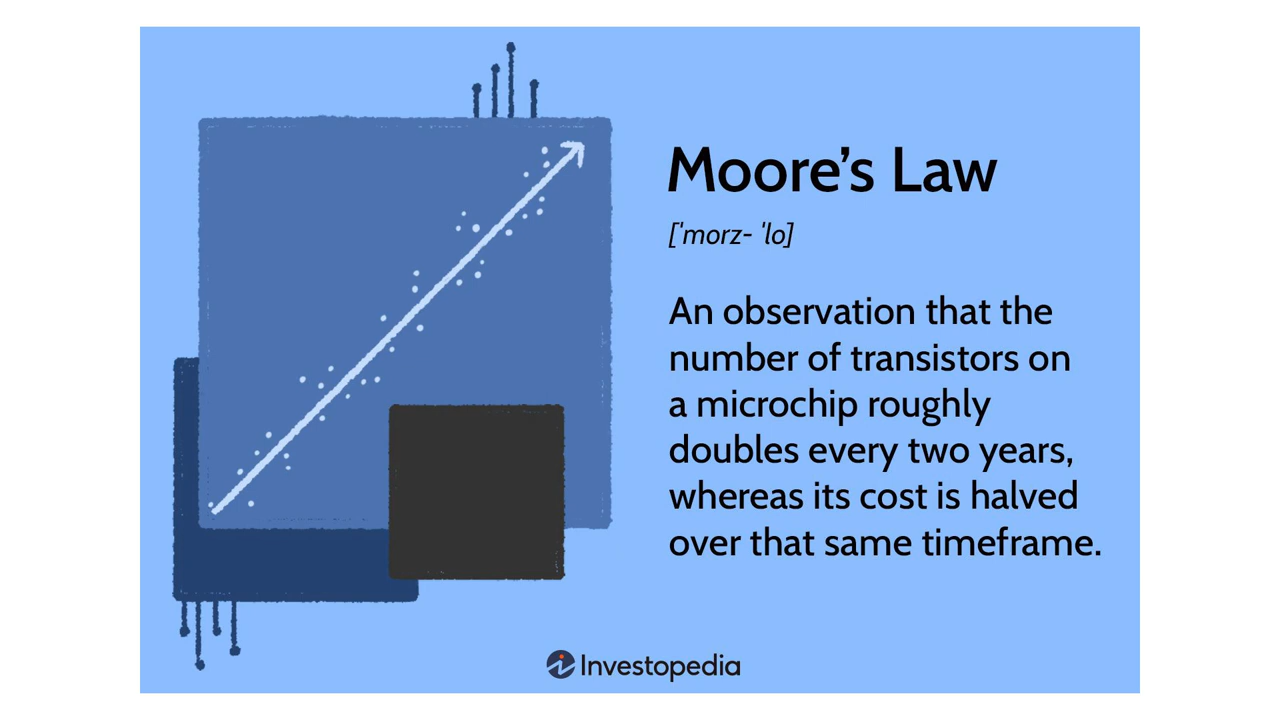 Moore’s Law
['morz- 'lo]
An observation that the
number of transistors on
a microchip roughly
doubles every two years,
whereas its cost is halved
over that same timeframe.
Investopedia